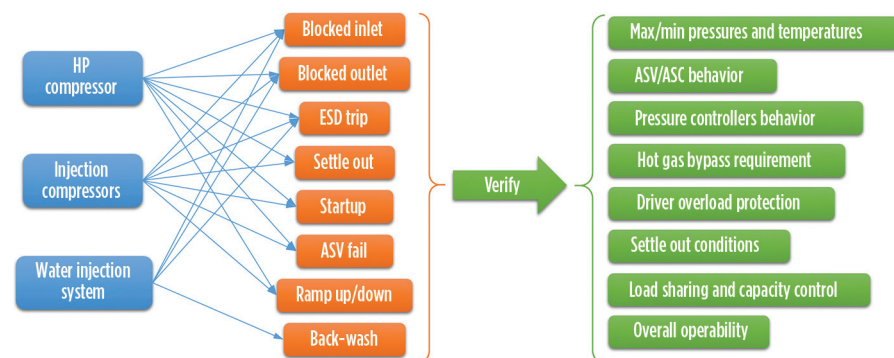 HP
compressor
Injection
compressors
Water injection
system
Blocked inlet
Blocked outlet
ESD trip
Settle out
Startup
ASV fail
Ramp up/down
Back-wash
Verify
Max/min pressures and temperatures
ASV/ASC behavior
Pressure controllers behavior
Hot gas bypass requirement
Driver overload protection
Settle out conditions
Load sharing and capacity control
Overall operability